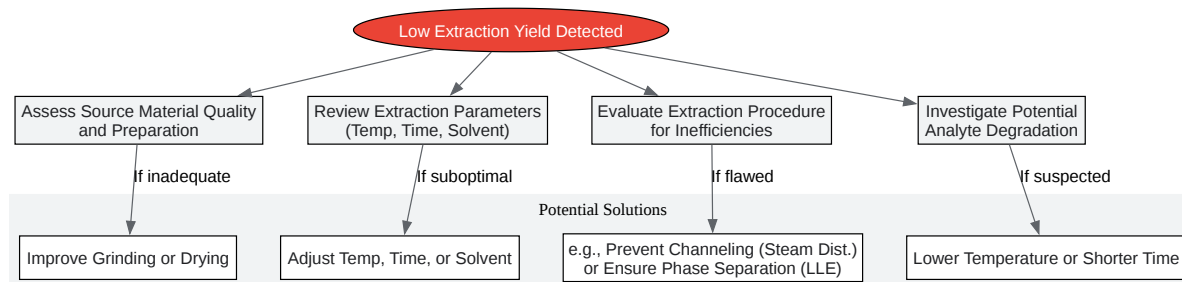 Low Extraction Yield Detected
Assess Source Material Quality
and Preparation
Review Extraction Parameters
(Temp, Time, Solvent)
Evaluate Extraction Procedure
for Inefficiencies
Investigate Potential
Analyte Degradation
If inadequate
If suboptimal
If flawed
If suspected
Potential Solutions
Improve Grinding or Drying
Adjust Temp, Time, or Solvent
e.g., Prevent Channeling (Steam Dist.)
or Ensure Phase Separation (LLE)
Lower Temperature or Shorter Time